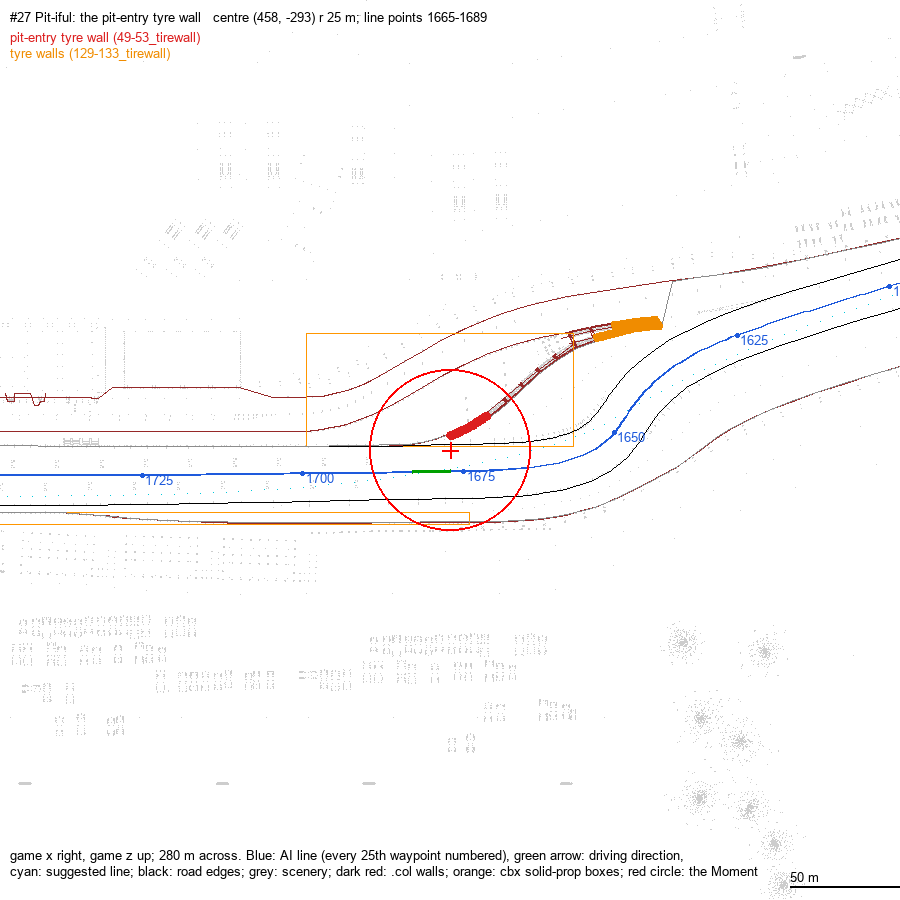 #27 Pit-iful: the pit-entry tyre wall   centre (458, -293) r 25 m; line points 1665-1689
pit-entry tyre wall (49-53_tirewall)
tyre walls (129-133_tirewall)
1
1625
1650
1675
1700
1725
game x right, game z up; 280 m across. Blue: AI line (every 25th waypoint numbered), green arrow: driving direction,
cyan: suggested line; black: road edges; grey: scenery; dark red: .col walls; orange: cbx solid-prop boxes; red circle: the Moment
50 m